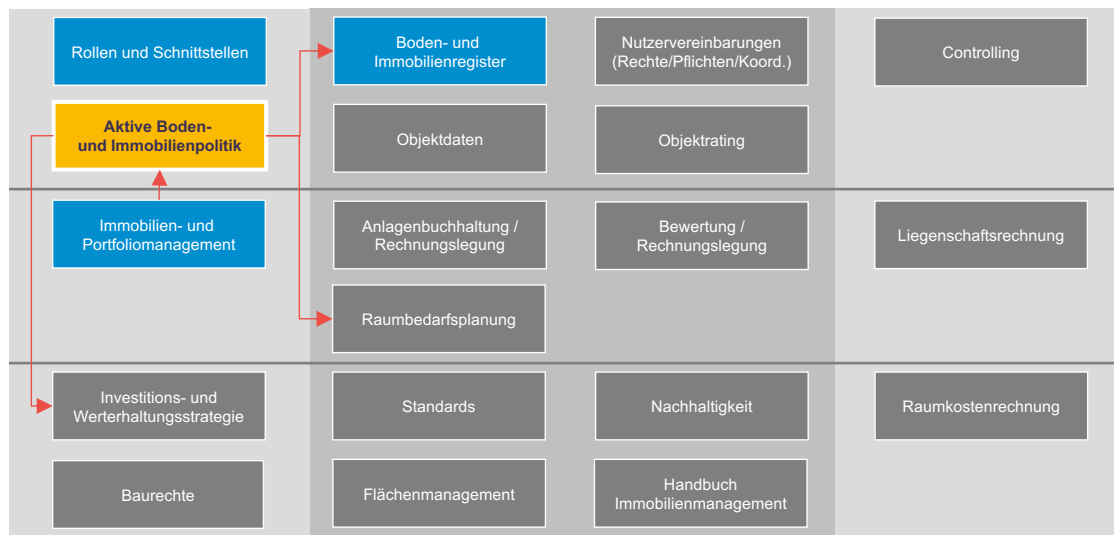 Rollen und Schnittstellen
Boden- und
Immobilienregister
Nutzervereinbarungen
(Rechte/Pflichten/Koord.)
Controlling
Aktive Boden-
und Immobilienpolitik
Objektdaten
Objektrating
Immobilien- und
Portfoliomanagement
Anlagenbuchhaltung /
Rechnungslegung
Bewertung /
Rechnungslegung
Liegenschaftsrechnung
Raumbedarfsplanung
Investitions- und
Werterhaltungsstrategie
Standards
Nachhaltigkeit
Raumkostenrechnung
Baurechte
Flächenmanagement
Handbuch
Immobilienmanagement